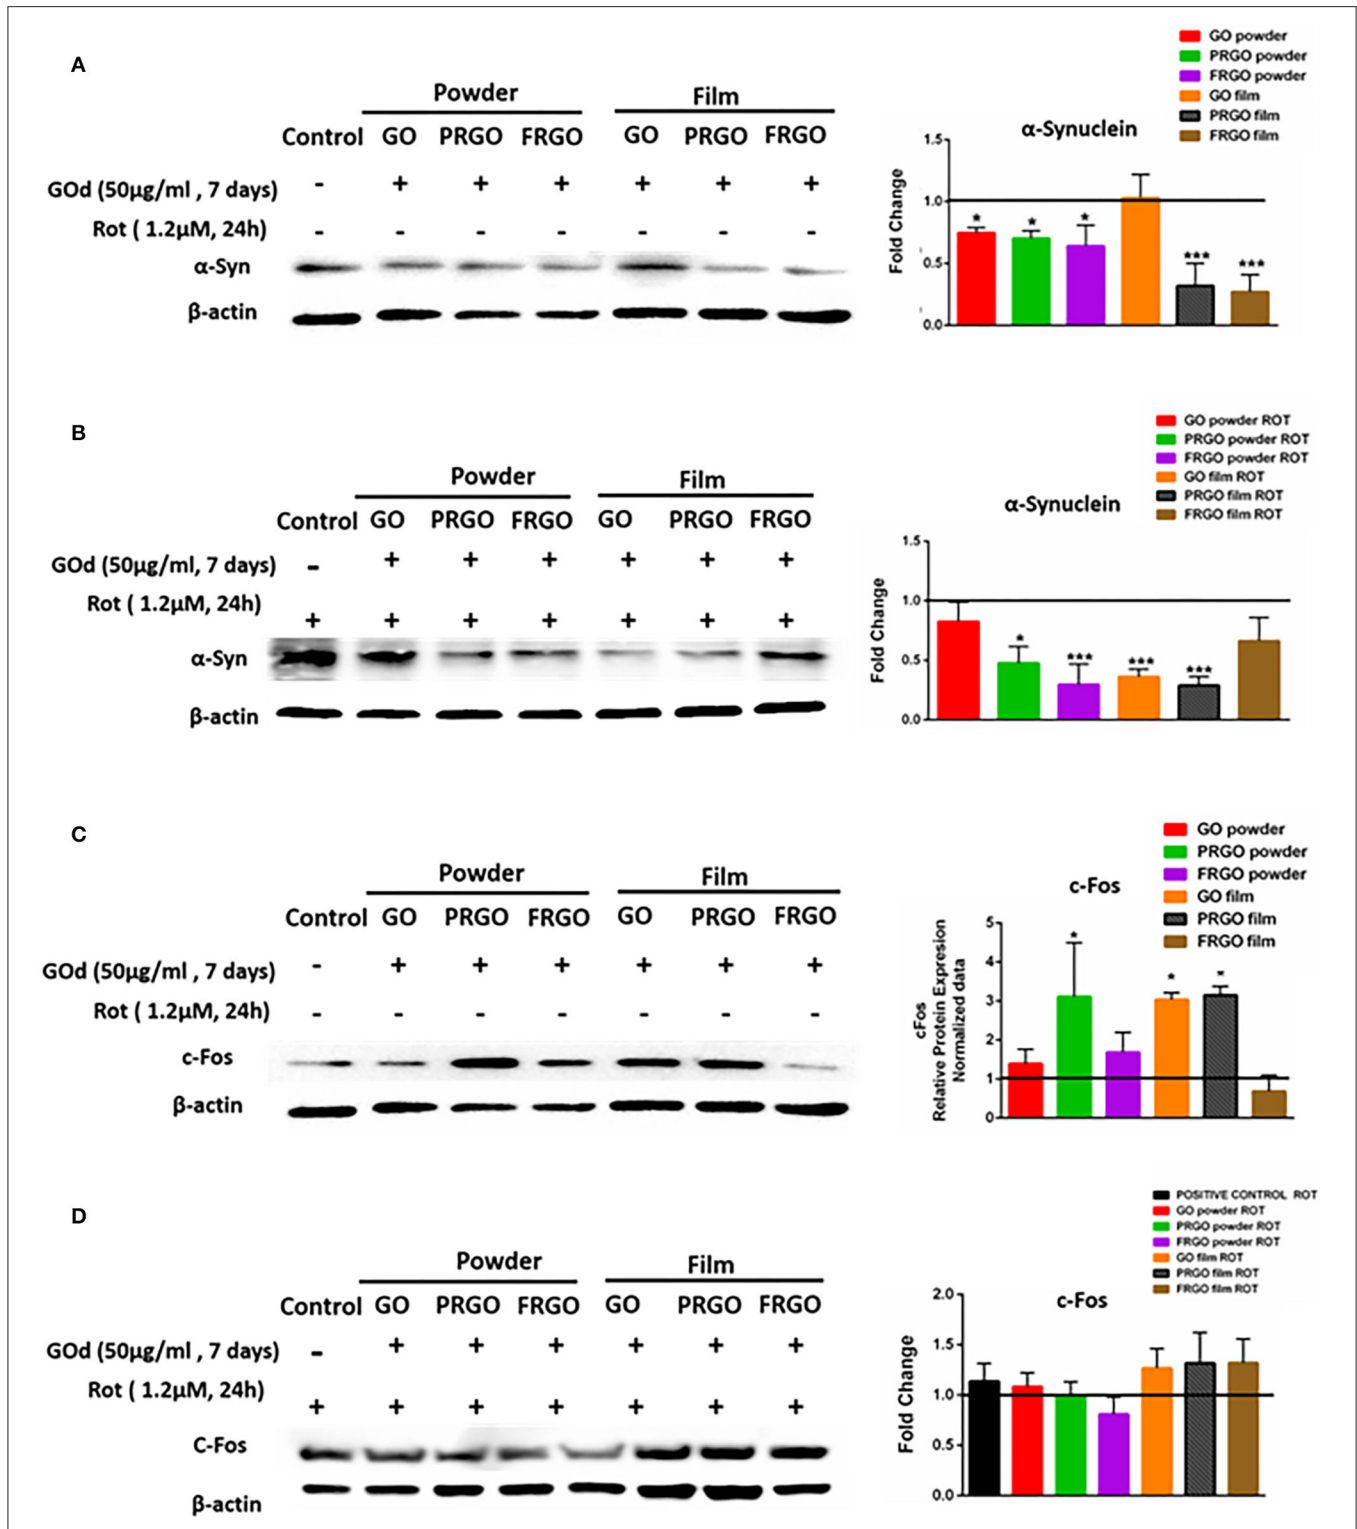 A
Powder Film
Control GO PRGO FRGO GO PRGO FRGO
GOd (50μg/ml, 7 days) - + + + + + +
Rot ( 1.2μM, 24h) - - - - - - -
α-Syn
β-actin
GO powder
PRGO powder
FRGO powder
GO film
PRGO film
FRGO film
α-Synuclein
Fold Change
1.5
1.0
0.5
0.0
* * * *** ***
B
Powder Film
Control GO PRGO FRGO GO PRGO FRGO
GOd (50μg/ml, 7 days) - + + + + + +
Rot ( 1.2μM, 24h) + + + + + + +
α-Syn
β-actin
GO powder ROT
PRGO powder ROT
FRGO powder ROT
GO film ROT
PRGO film ROT
FRGO film ROT
α-Synuclein
Fold Change
1.5
1.0
0.5
0.0
* *** *** ***
C
Powder Film
Control GO PRGO FRGO GO PRGO FRGO
GOd (50μg/ml , 7 days) - + + + + + +
Rot ( 1.2μM, 24h) - - - - - - -
c-Fos
β-actin
GO powder
PRGO powder
FRGO powder
GO film
PRGO film
FRGO film
c-Fos
cFos
Relative Protein Expresion
Normalized data
5
4
3
2
1
0
* * *
D
Powder Film
Control GO PRGO FRGO GO PRGO FRGO
GOd (50μg/ml , 7 days) - + + + + + +
Rot ( 1.2μM, 24h) + + + + + + +
C-Fos
β-actin
POSITIVE CONTROL ROT
GO powder ROT
PRGO powder ROT
FRGO powder ROT
GO film ROT
PRGO film ROT
FRGO film ROT
c-Fos
Fold Change
2.0
1.5
1.0
0.5
0.0